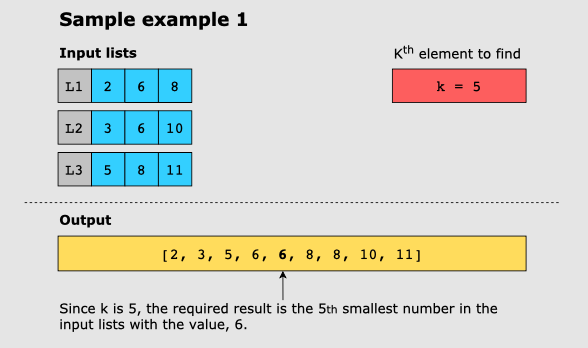 Sample example 1
Input lists
Kth element to find
L1 2 6 8
k = 5
L2 3 6 10
L3 5 8 11
Output
[2, 3, 5, 6, 6, 8, 8, 10, 11]
Since k is 5, the required result is the 5th smallest number in the
input lists with the value, 6.